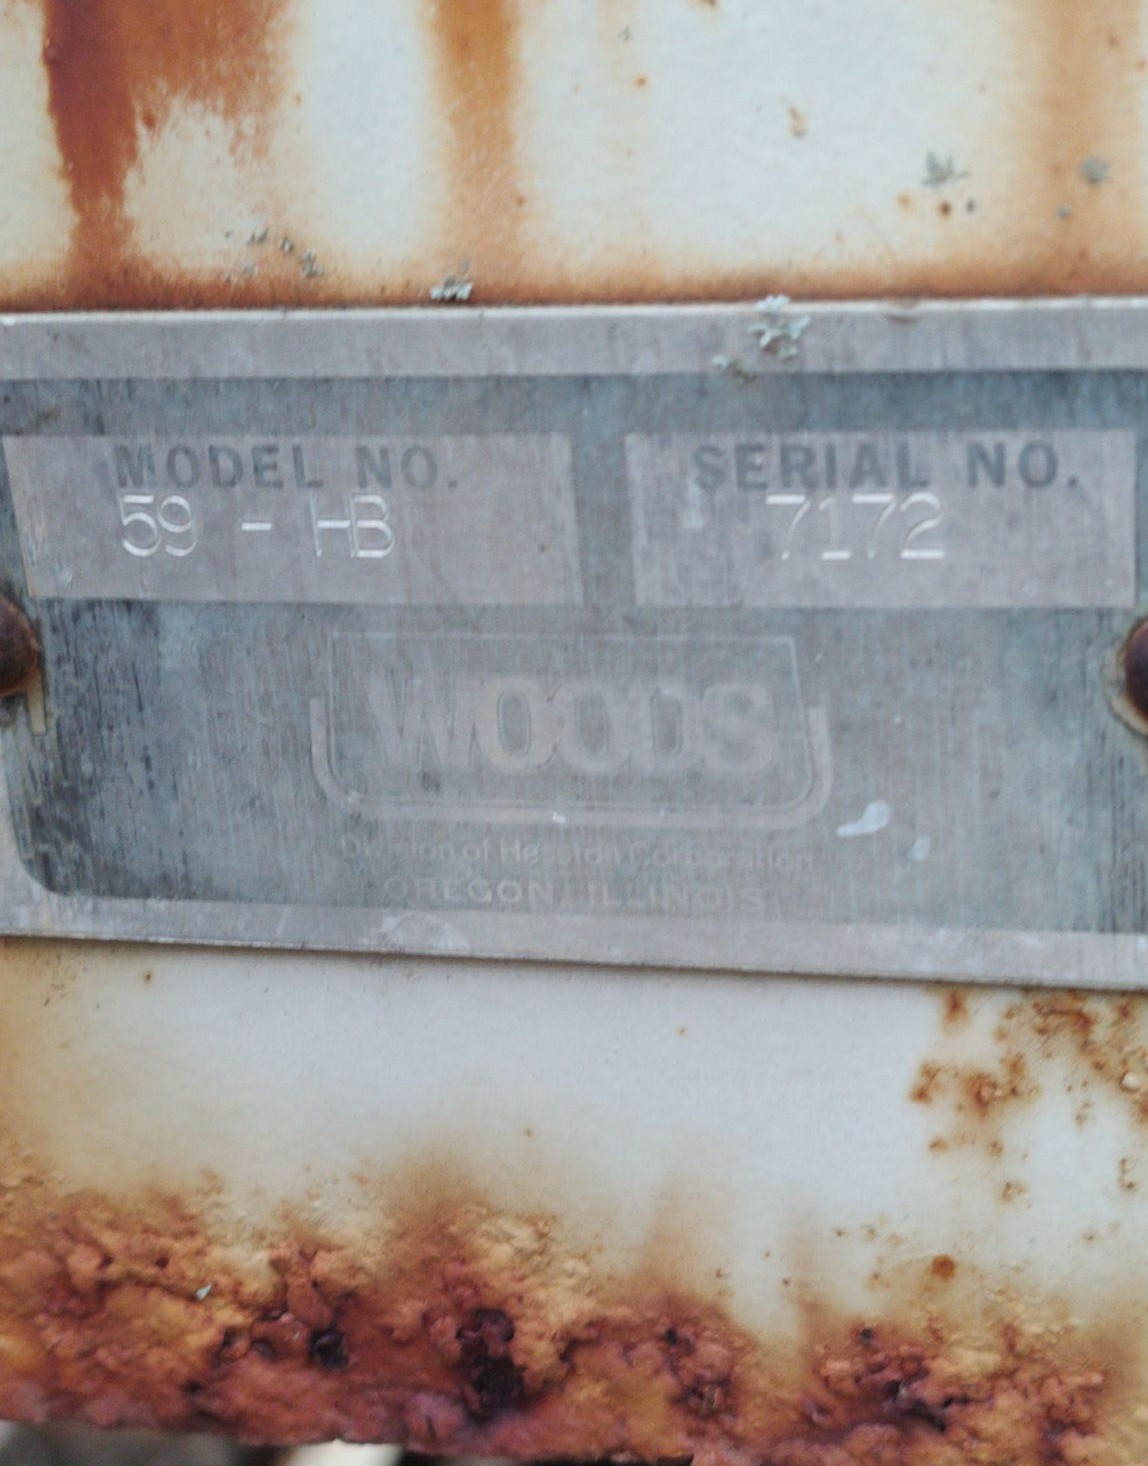 MODEL NO.
59 - HB
SERIAL NO.
7172
WOODS
Division of Hesston Corporation
OREGON, ILLINOIS